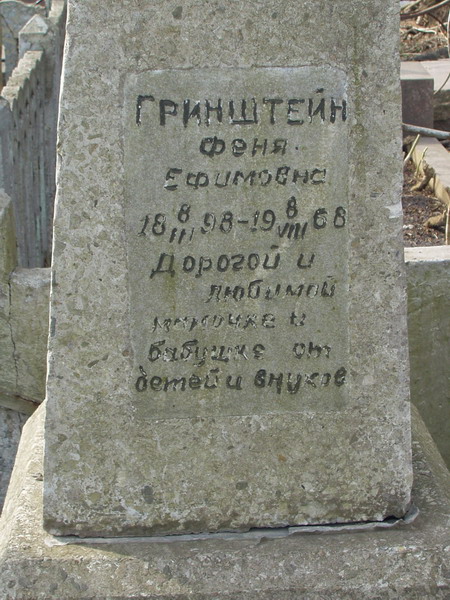 ГРИНШТЕЙН
Феня
Ефимовна
18 8/III 98-19 8/VIII 68
Дорогой и
любимой
мамочке и
бабушке от
детей и внуков